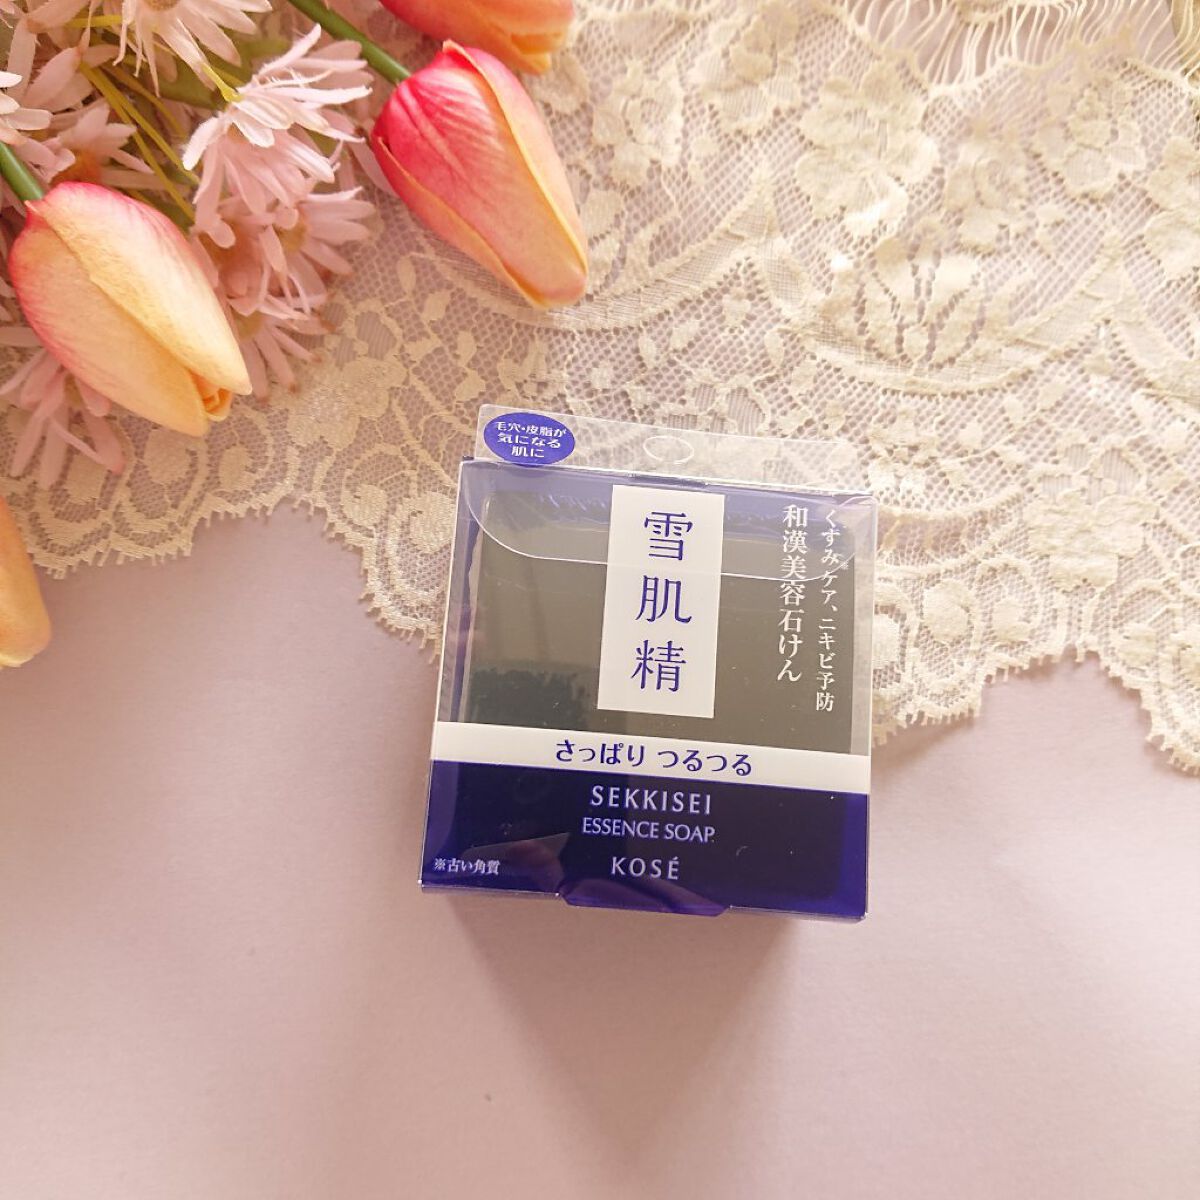 毛穴・皮脂が
気になる
肌に
くすみ※ケア、ニキビ予防
和漢美容石けん
雪肌精
さっぱり つるつる
SEKKISEI
ESSENCE SOAP
KOSÉ
※古い角質